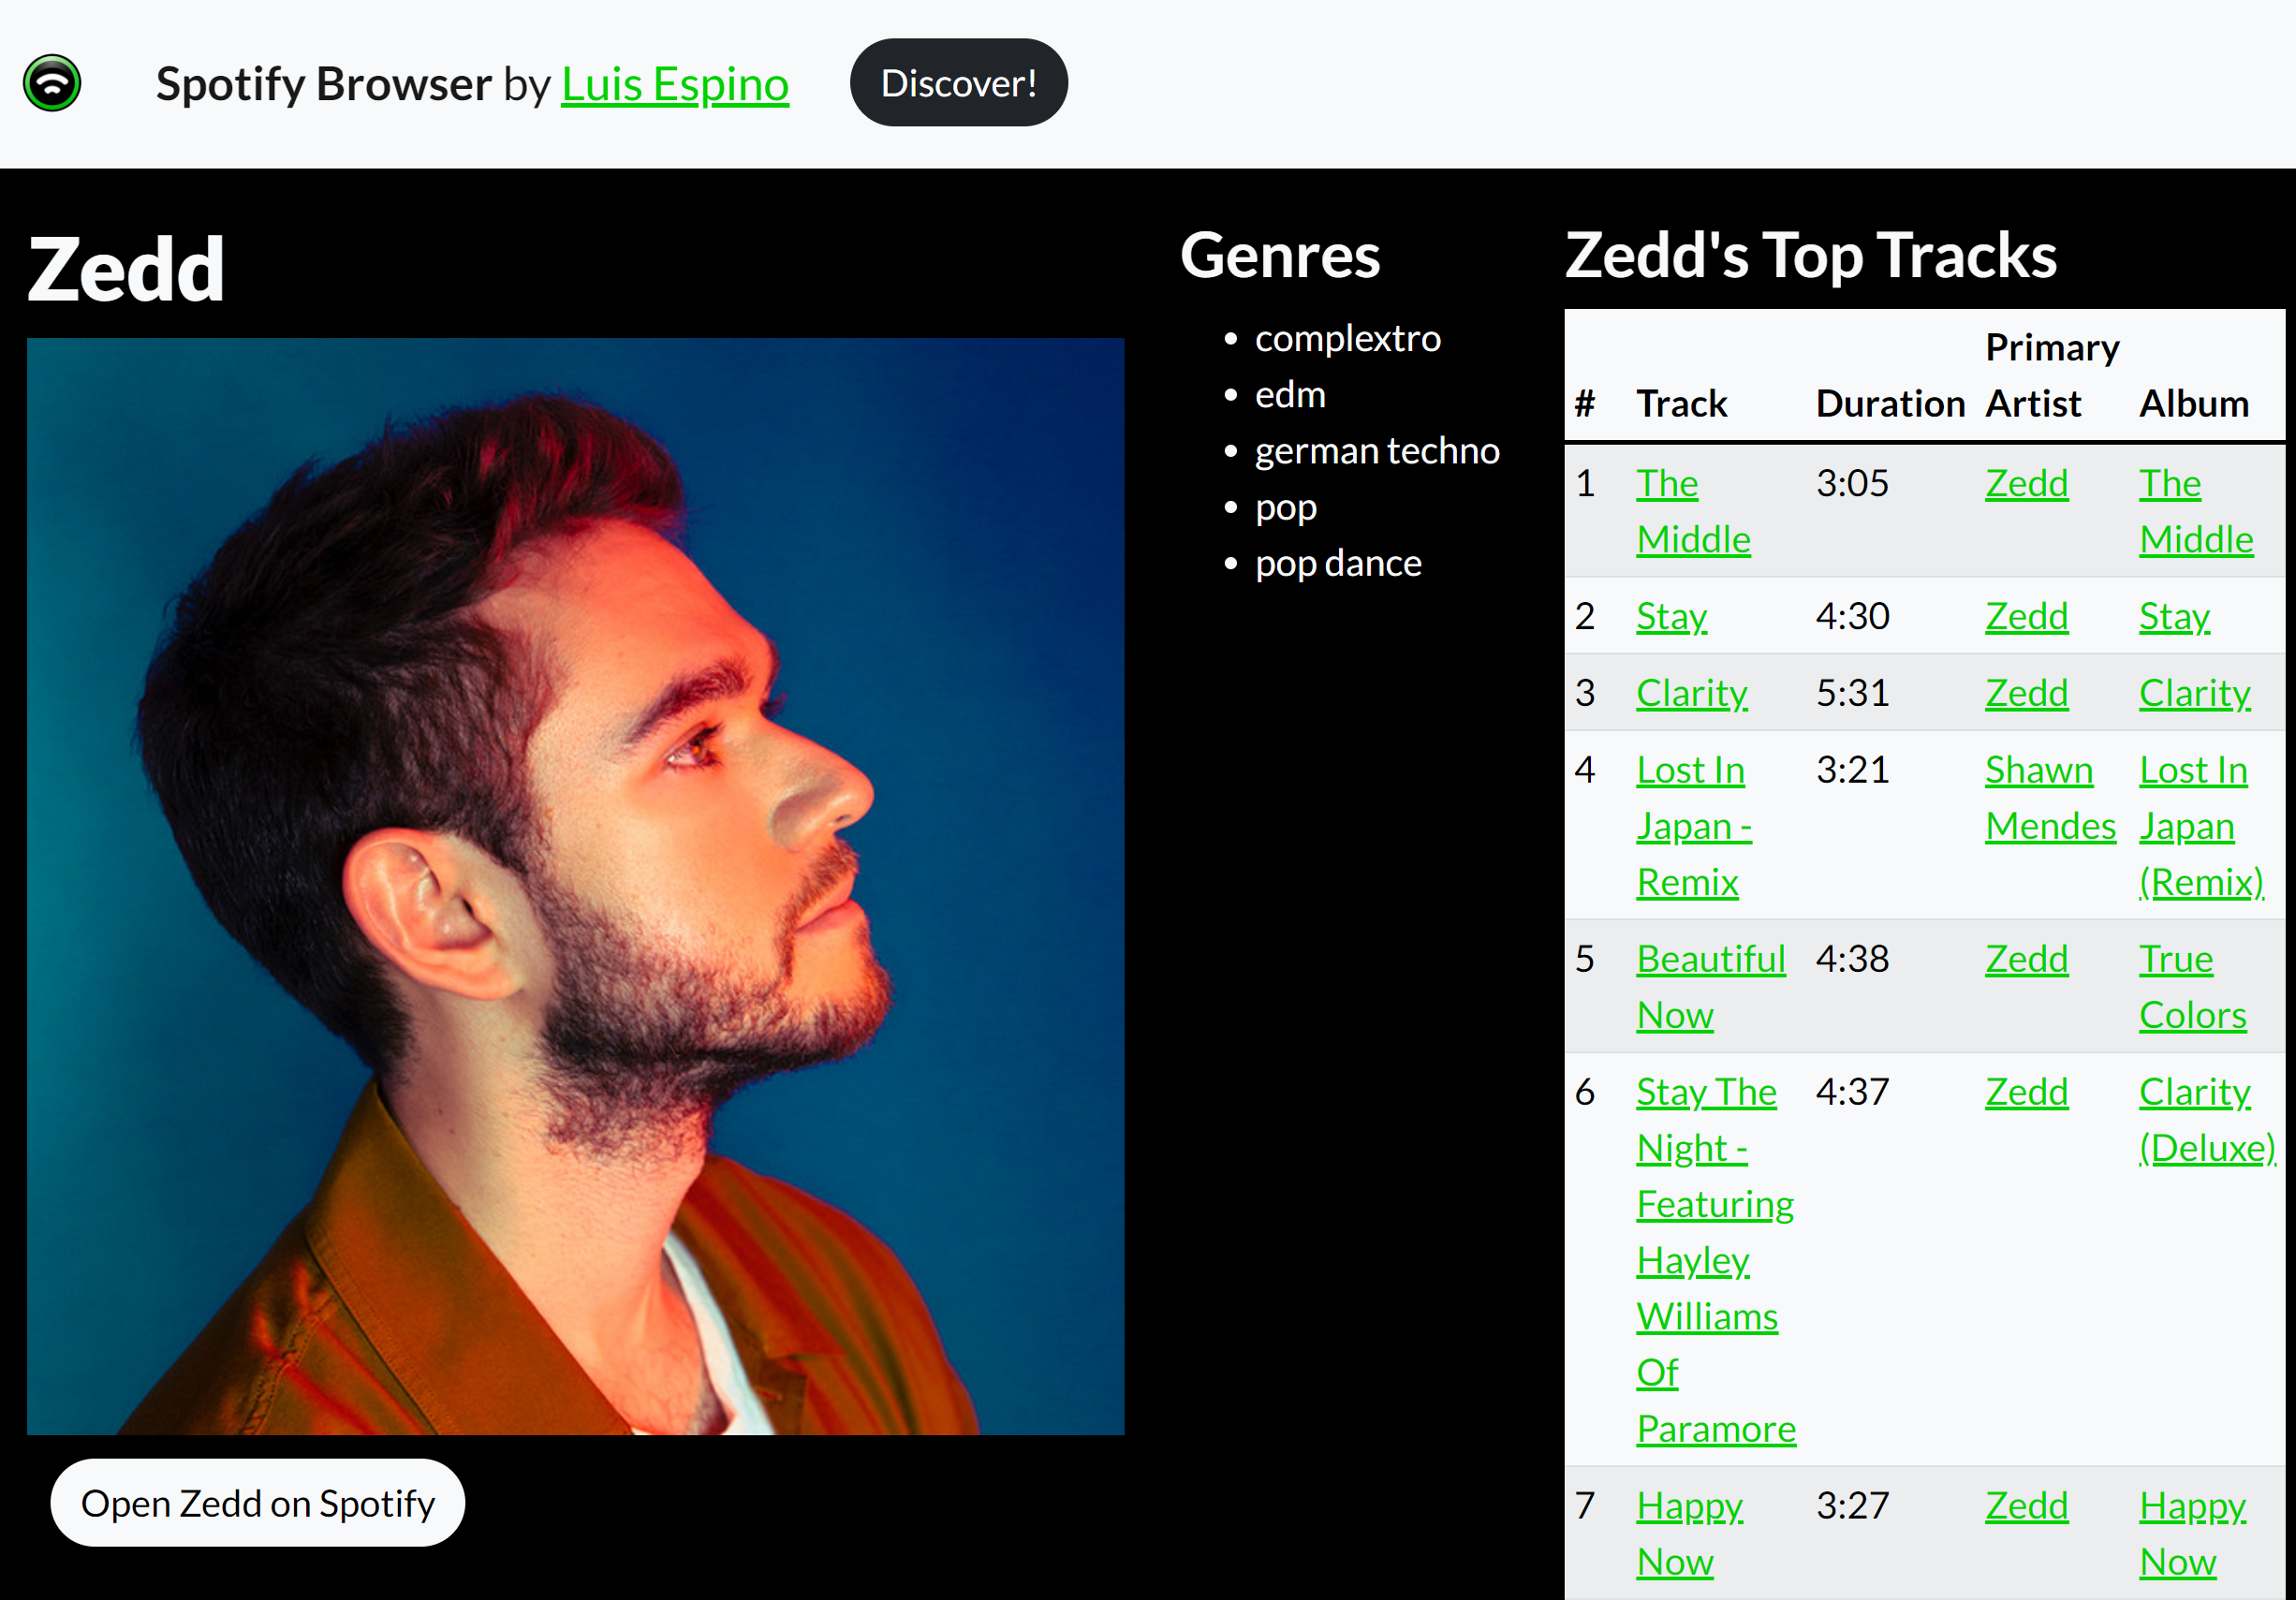 Spotify Browser by Luis Espino
Discover!
Zedd
Open Zedd on Spotify
Genres
complextro
edm
german techno
pop
pop dance
Zedd's Top Tracks
# Track Duration Primary Artist Album
1 The Middle 3:05 Zedd The Middle
2 Stay 4:30 Zedd Stay
3 Clarity 5:31 Zedd Clarity
4 Lost In Japan - Remix 3:21 Shawn Mendes Lost In Japan (Remix)
5 Beautiful Now 4:38 Zedd True Colors
6 Stay The Night - Featuring Hayley Williams Of Paramore 4:37 Zedd Clarity (Deluxe)
7 Happy Now 3:27 Zedd Happy Now